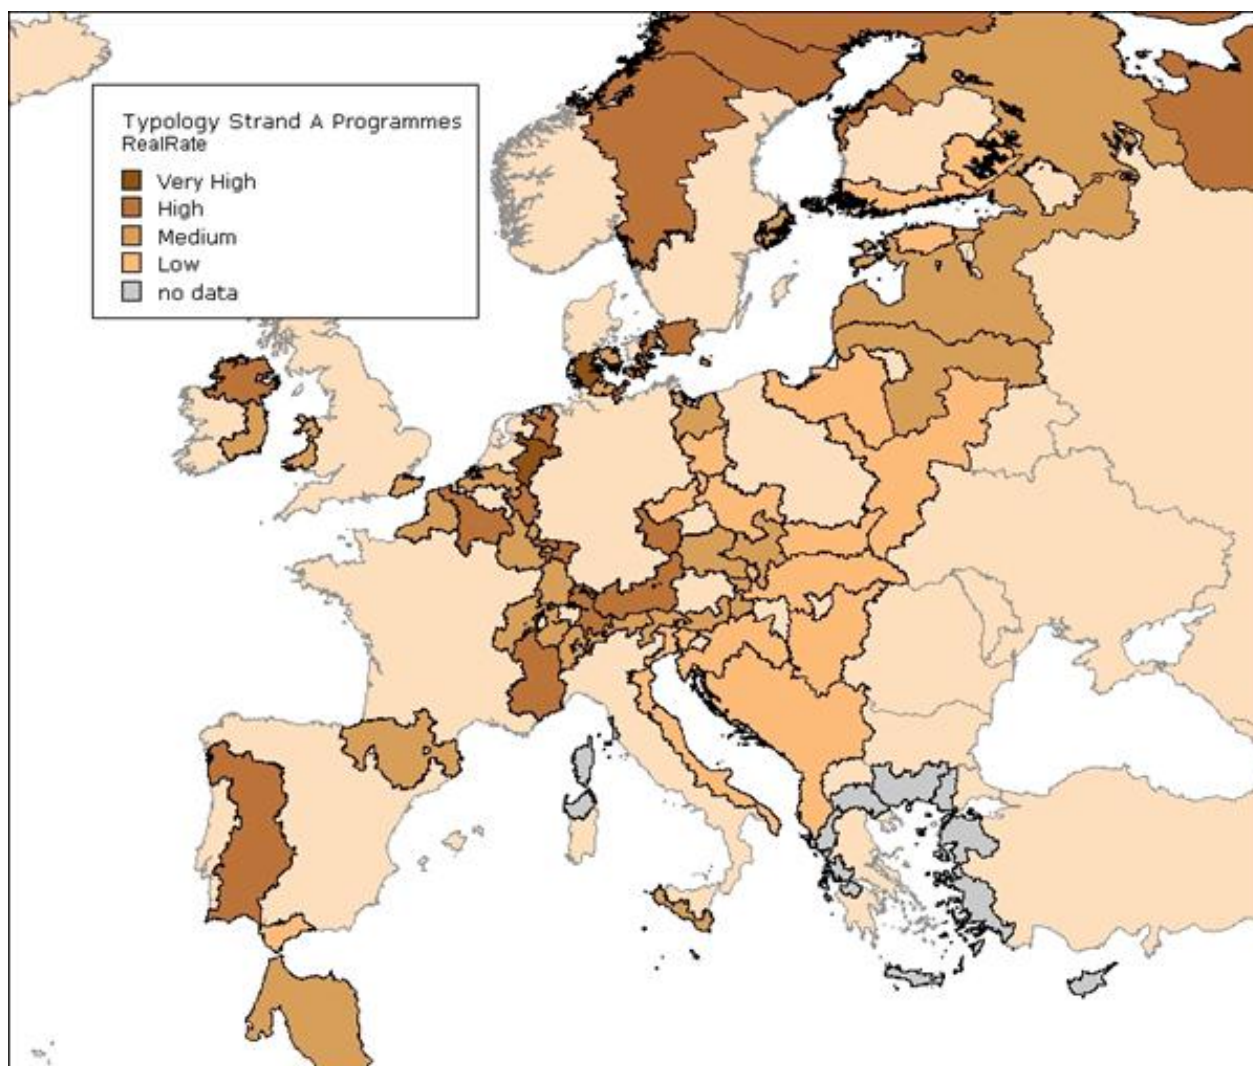 Typology Strand A Programmes
RealRate
Very High
High
Medium
Low
no data